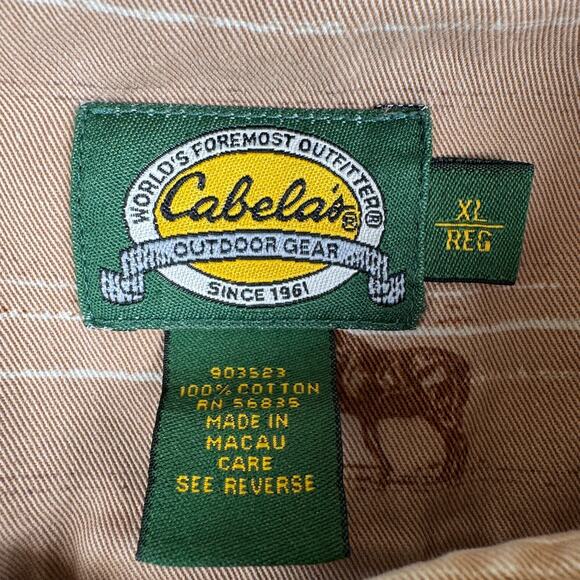 WORLD'S FOREMOST OUTFITTER®
Cabela's®
OUTDOOR GEAR
SINCE 1961
XL
REG
903523
100% COTTON
RN 56835
MADE IN
MACAU
CARE
SEE REVERSE